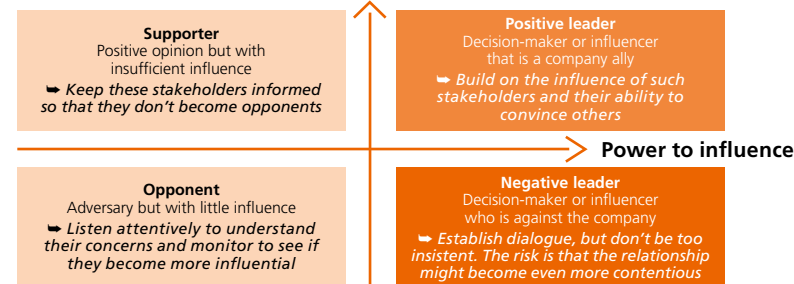 Supporter
Positive opinion but with
insufficient influence
➥ Keep these stakeholders informed
so that they don’t become opponents
Positive leader
Decision-maker or influencer
that is a company ally
➥ Build on the influence of such
stakeholders and their ability to
convince others
Power to influence
Opponent
Adversary but with little influence
➥ Listen attentively to understand
their concerns and monitor to see if
they become more influential
Negative leader
Decision-maker or influencer
who is against the company
➥ Establish dialogue, but don’t be too
insistent. The risk is that the relationship
might become even more contentious